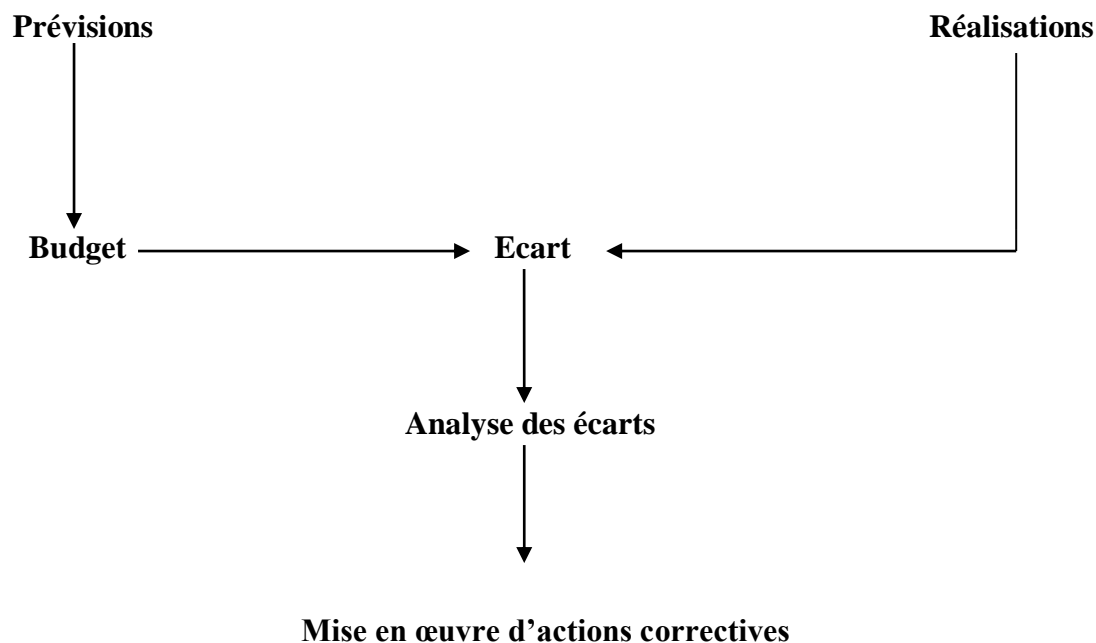 Prévisions
Réalisations
Budget
Ecart
Analyse des écarts
Mise en œuvre d’actions correctives